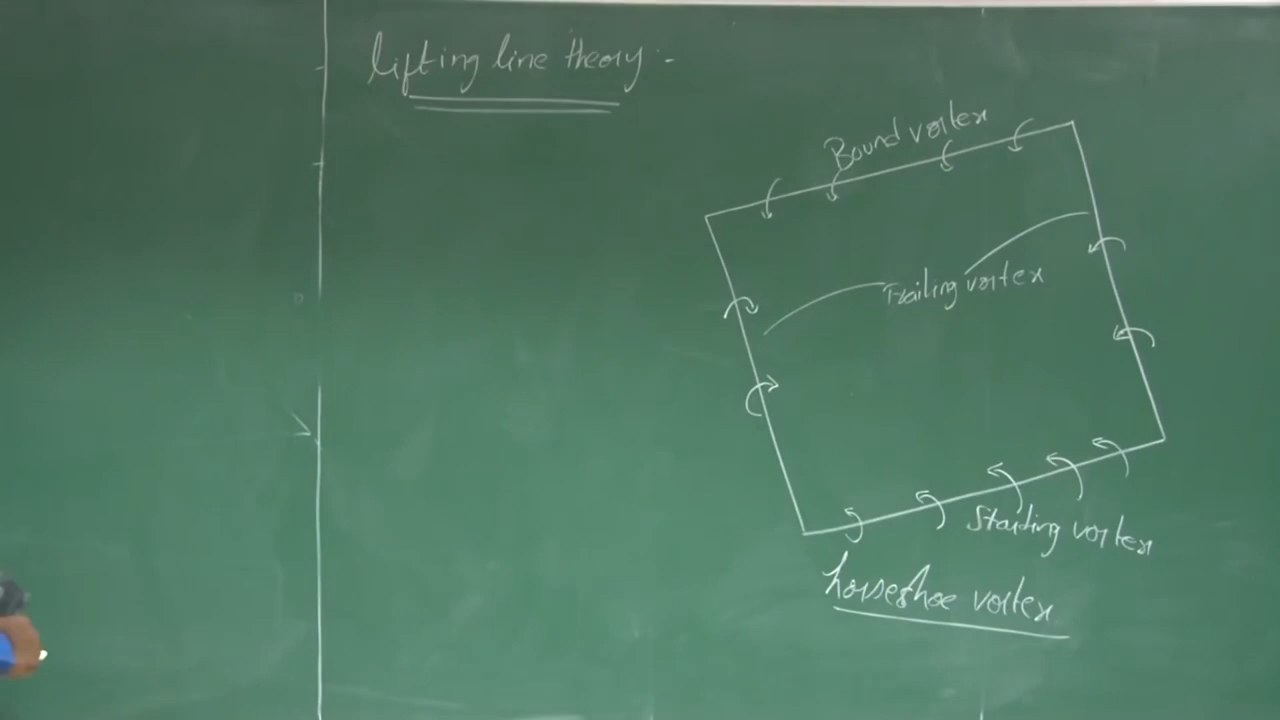 lifting line theory :-
Bound vortex
Trailing vortex
Starting vortex
horseshoe vortex